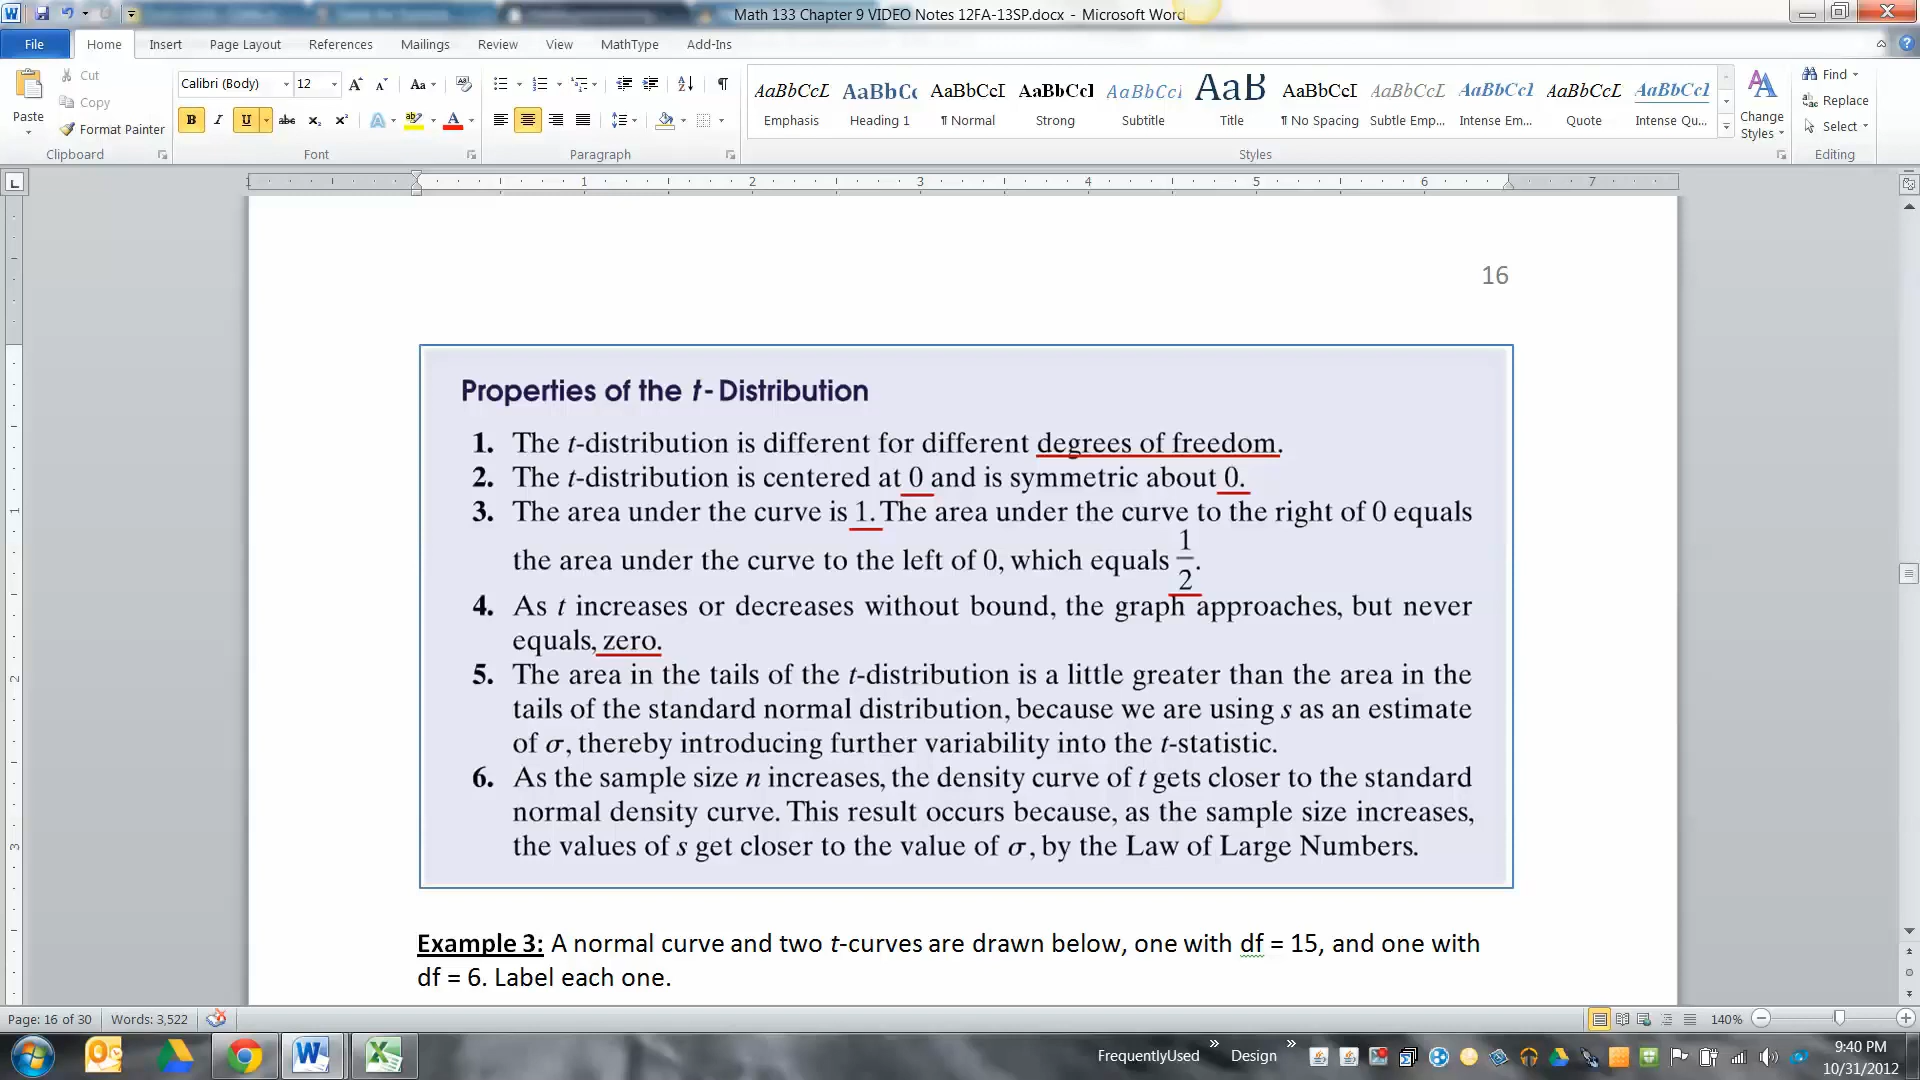 Math 133 Chapter 9 VIDEO Notes 12FA-13SP.docx - Microsoft Word
File Home Insert Page Layout References Mailings Review View MathType Add-Ins
Paste
Cut
Copy
Format Painter
Clipboard
Calibri (Body) 12
Font
Paragraph
AaBbCcL AaBbCc AaBbCcI AaBbCcI AaBbCcI AaB AaBbCcI AaBbCcL AaBbCcI AaBbCcL AaBbCcI
Emphasis Heading 1 ¶ Normal Strong Subtitle Title ¶ No Spacing Subtle Emp... Intense Em... Quote Intense Qu...
Styles
Change Styles
Find
Replace
Select
Editing
1 1 2 3 4 5 6 7
16
Properties of the t-Distribution
1. The t-distribution is different for different degrees of freedom.
2. The t-distribution is centered at 0 and is symmetric about 0.
3. The area under the curve is 1. The area under the curve to the right of 0 equals
the area under the curve to the left of 0, which equals 1/2.
4. As t increases or decreases without bound, the graph approaches, but never
equals, zero.
5. The area in the tails of the t-distribution is a little greater than the area in the
tails of the standard normal distribution, because we are using s as an estimate
of σ, thereby introducing further variability into the t-statistic.
6. As the sample size n increases, the density curve of t gets closer to the standard
normal density curve. This result occurs because, as the sample size increases,
the values of s get closer to the value of σ, by the Law of Large Numbers.
Example 3: A normal curve and two t-curves are drawn below, one with df = 15, and one with
df = 6. Label each one.
Page: 16 of 30 Words: 3,522 140%
FrequentlyUsed » Design »
9:40 PM
10/31/2012